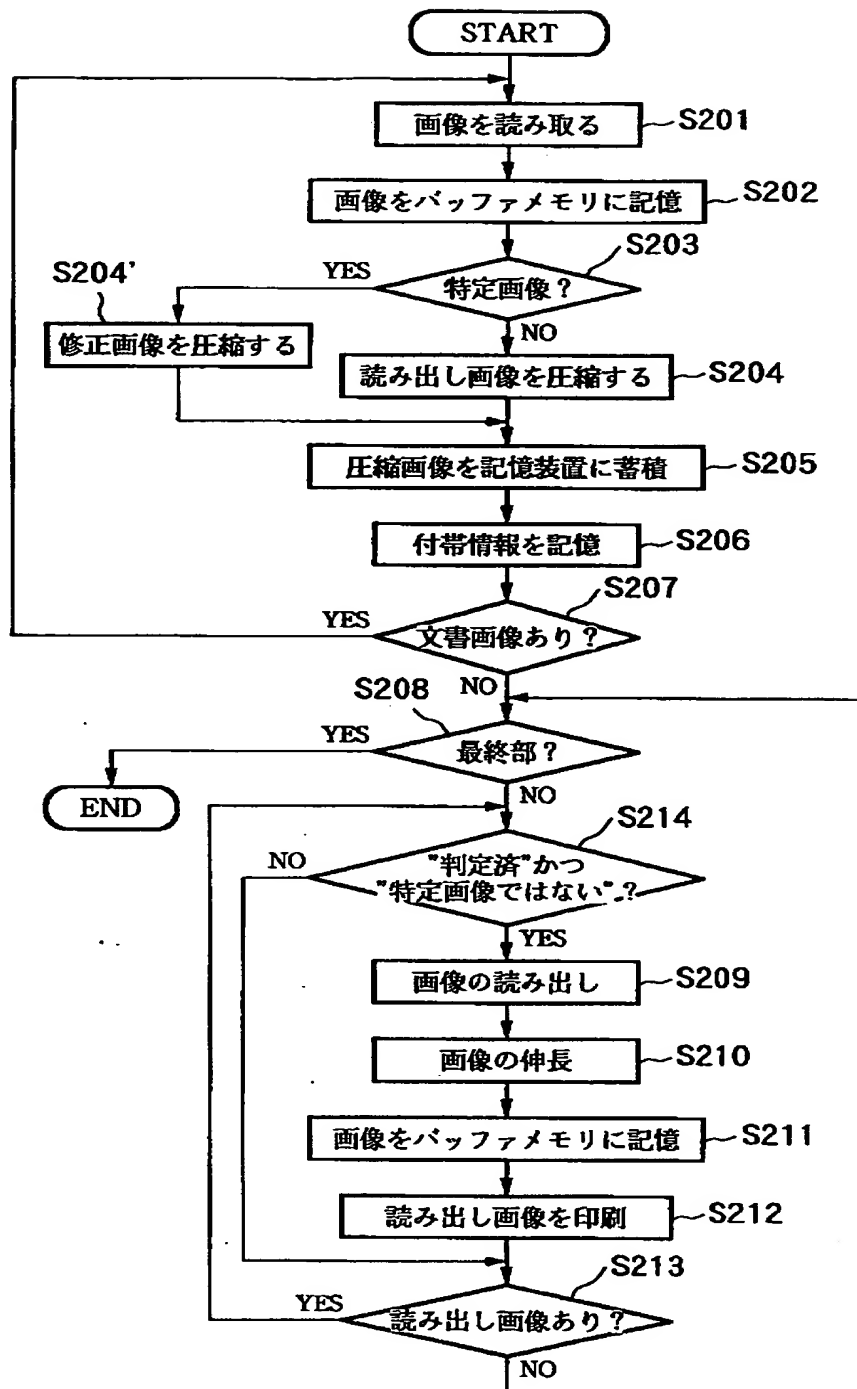 START
画像を読み取る
S201
画像をバッファメモリに記憶
S202
S203
YES
特定画像?
S204'
修正画像を圧縮する
NO
読み出し画像を圧縮する
S204
圧縮画像を記憶装置に蓄積
S205
付帯情報を記憶
S206
S207
YES
文書画像あり?
NO
S208
YES
最終部?
END
NO
S214
NO
"判定済"かつ
"特定画像ではない"?
YES
画像の読み出し
S209
画像の伸長
S210
画像をバッファメモリに記憶
S211
読み出し画像を印刷
S212
S213
YES
読み出し画像あり?
NO